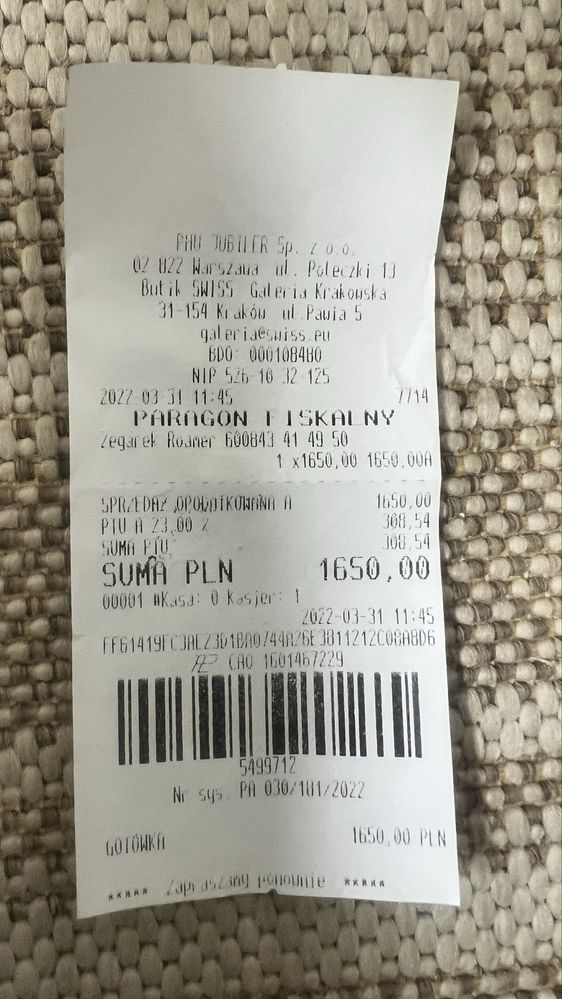 PHU JUBILER Sp. z o.o.
02 822 Warszawa ul. Poleczki 13
Butik SWISS Galeria Krakowska
31-154 Kraków ul.Pawia 5
galeria@swiss.eu
BDO: 000108480
NIP 526-10-32-125
2022-03-31 11:45 7714
PARAGON FISKALNY
Zegarek Roamer 600843 41 49 50
1 x1650,00 1650,00A
SPRZEDAŻ OPODATKOWANA A 1650,00
PTU A 23,00 % 308,54
SUMA PTU 308,54
SUMA PLN 1650,00
00001 #Kasa: 0 Kasjer: 1
2022-03-31 11:45
CAO 1601467229
5499712
Nr sys. PA 030/181/2022
GOTÓWKA 1650,00 PLN
***** Zapraszamy ponownie *****